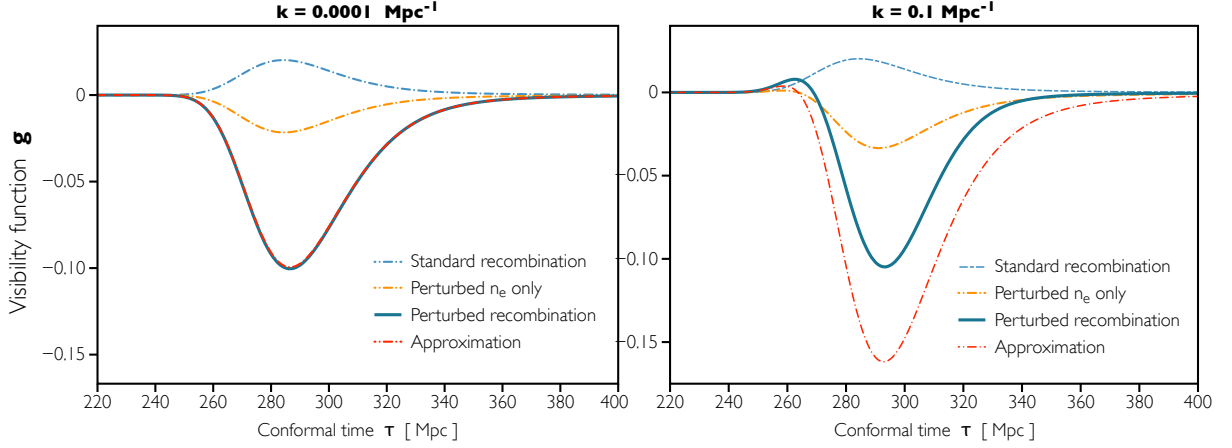 k = 0.0001 Mpc⁻¹
k = 0.1 Mpc⁻¹
Visibility function g
0
−0.05
−0.10
−0.15
Standard recombination
Perturbed nₑ only
Perturbed recombination
Approximation
220 240 260 280 300 320 340 360 380 400
Conformal time τ [ Mpc ]
0
−0.05
−0.10
−0.15
Standard recombination
Perturbed nₑ only
Perturbed recombination
Approximation
220 240 260 280 300 320 340 360 380 400
Conformal time τ [ Mpc ]